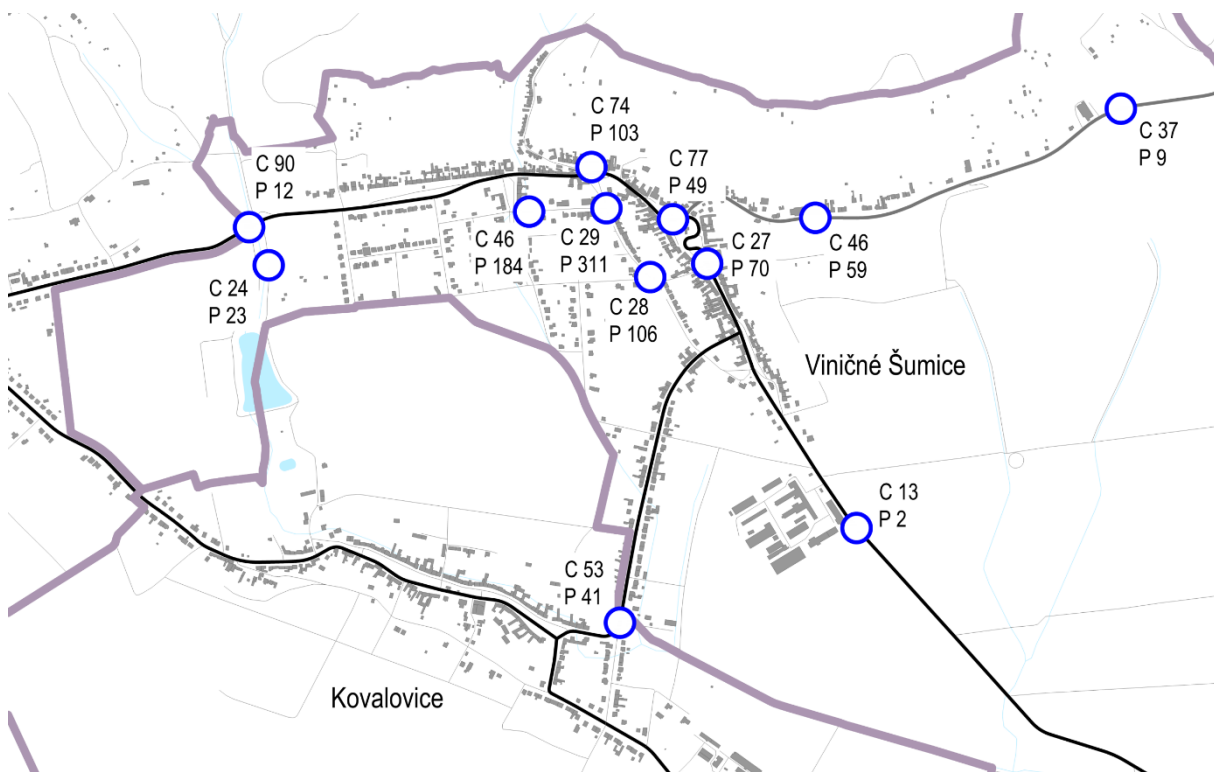 C 74
P 103
C 37
P 9
C 90
P 12
C 77
P 49
C 46
P 184
C 29
P 311
C 27
P 70
C 46
P 59
C 24
P 23
C 28
P 106
Viničné Šumice
C 13
P 2
C 53
P 41
Kovalovice